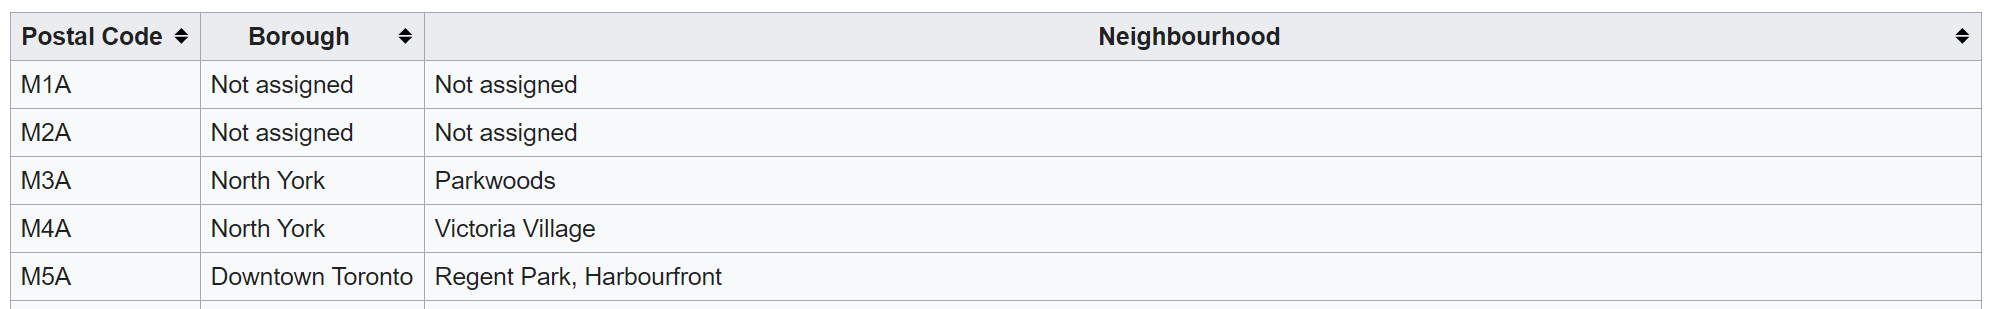 Postal Code Borough Neighbourhood
M1A Not assigned Not assigned
M2A Not assigned Not assigned
M3A North York Parkwoods
M4A North York Victoria Village
M5A Downtown Toronto Regent Park, Harbourfront